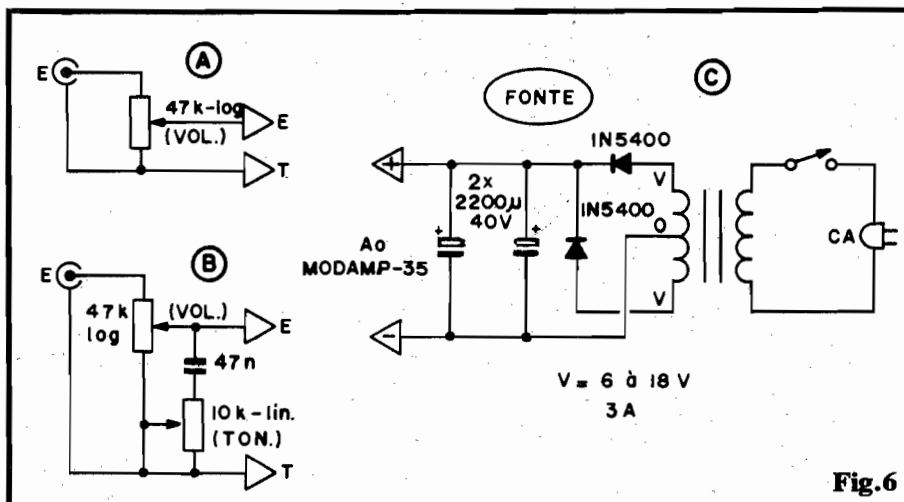 A
E
47k-log
(VOL.)
E
T
B
E
47k
log
(VOL.)
E
47n
10k-lin.
(TON.)
T
FONTE
C
+
2x
2200µ
40V
+
+
1N5400
1N5400
V
O
V
CA
Ao
MODAMP-35
-
V = 6 à 18 V
3A
Fig.6